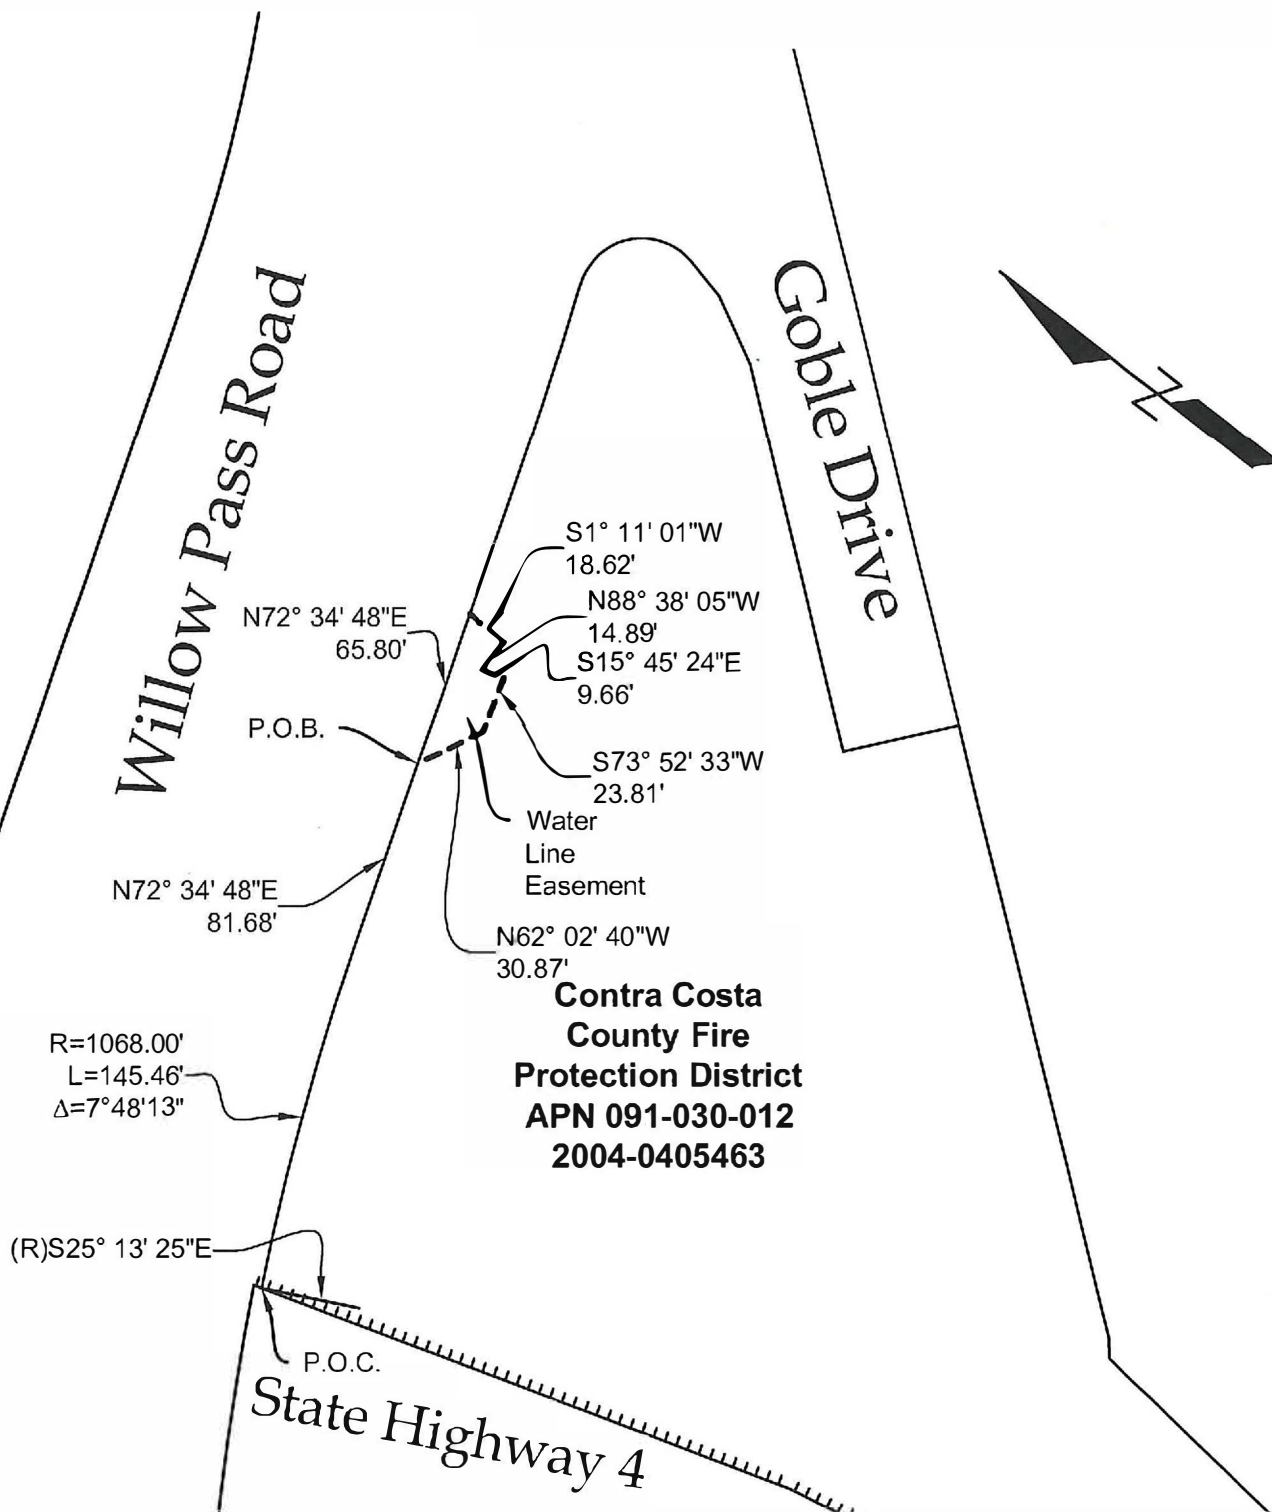 Willow Pass Road
Goble Drive
S1° 11' 01"W
18.62'
N88° 38' 05"W
14.89'
N72° 34' 48"E
65.80'
S15° 45' 24"E
9.66'
P.O.B.
S73° 52' 33"W
23.81'
Water
Line
Easement
N72° 34' 48"E
81.68'
N62° 02' 40"W
30.87'
Contra Costa
County Fire
Protection District
APN 091-030-012
2004-0405463
R=1068.00'
L=145.46'
Δ=7°48'13"
(R)S25° 13' 25"E
P.O.C.
State Highway 4
N